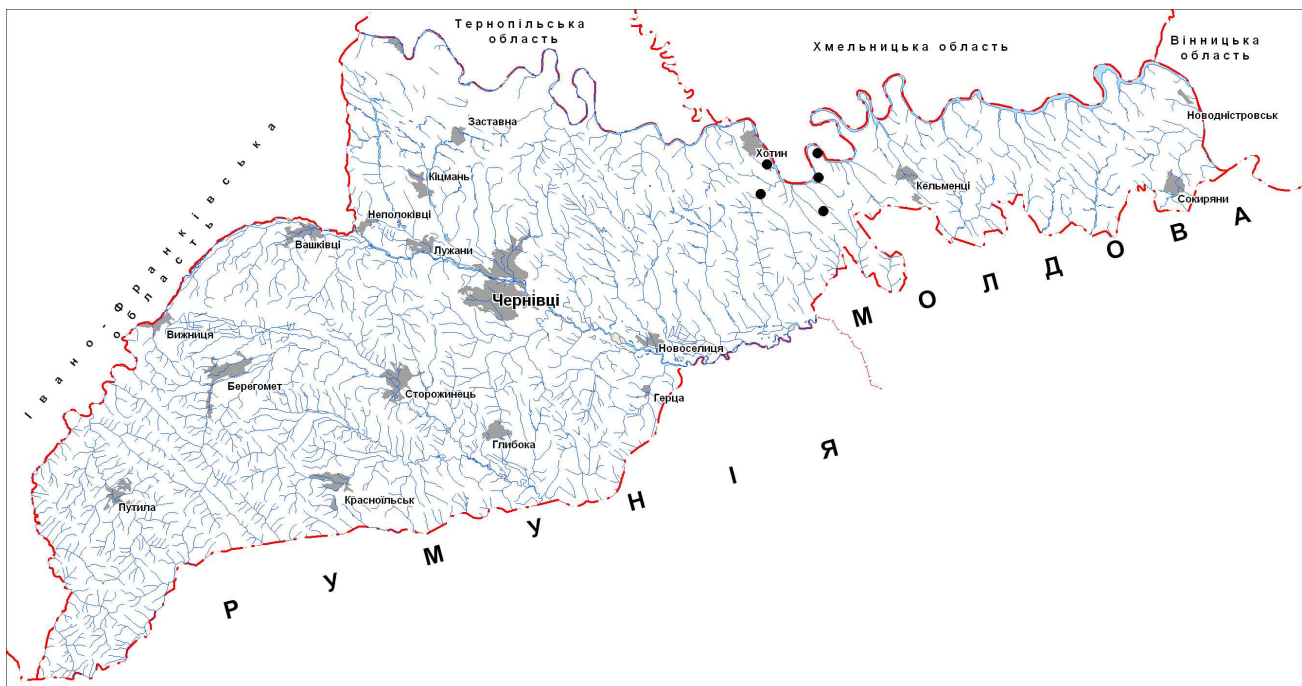 Тернопільська
область
Хмельницька область
Вінницька
область
Івано-Франківська
область
Новодністровськ
Заставна
Хотин
Кіцмань
Кельменці
Сокиряни
Неполоківці
Вашківці
Лужани
Чернівці
МОЛДОВА
Вижниця
Новоселиця
Берегомет
Сторожинець
Герца
Глибока
Красноїльськ
Путила
РУМУНІЯ